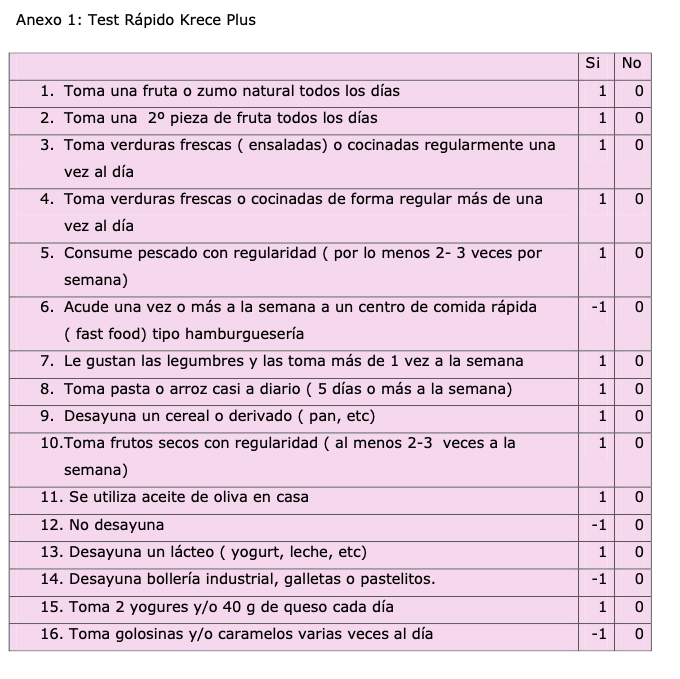 Anexo 1: Test Rápido Krece Plus
Si No
1. Toma una fruta o zumo natural todos los días 1 0
2. Toma una 2º pieza de fruta todos los días 1 0
3. Toma verduras frescas ( ensaladas) o cocinadas regularmente una 1 0
vez al día
4. Toma verduras frescas o cocinadas de forma regular más de una 1 0
vez al día
5. Consume pescado con regularidad ( por lo menos 2- 3 veces por 1 0
semana)
6. Acude una vez o más a la semana a un centro de comida rápida -1 0
( fast food) tipo hamburguesería
7. Le gustan las legumbres y las toma más de 1 vez a la semana 1 0
8. Toma pasta o arroz casi a diario ( 5 días o más a la semana) 1 0
9. Desayuna un cereal o derivado ( pan, etc) 1 0
10.Toma frutos secos con regularidad ( al menos 2-3 veces a la 1 0
semana)
11. Se utiliza aceite de oliva en casa 1 0
12. No desayuna -1 0
13. Desayuna un lácteo ( yogurt, leche, etc) 1 0
14. Desayuna bollería industrial, galletas o pastelitos. -1 0
15. Toma 2 yogures y/o 40 g de queso cada día 1 0
16. Toma golosinas y/o caramelos varias veces al día -1 0